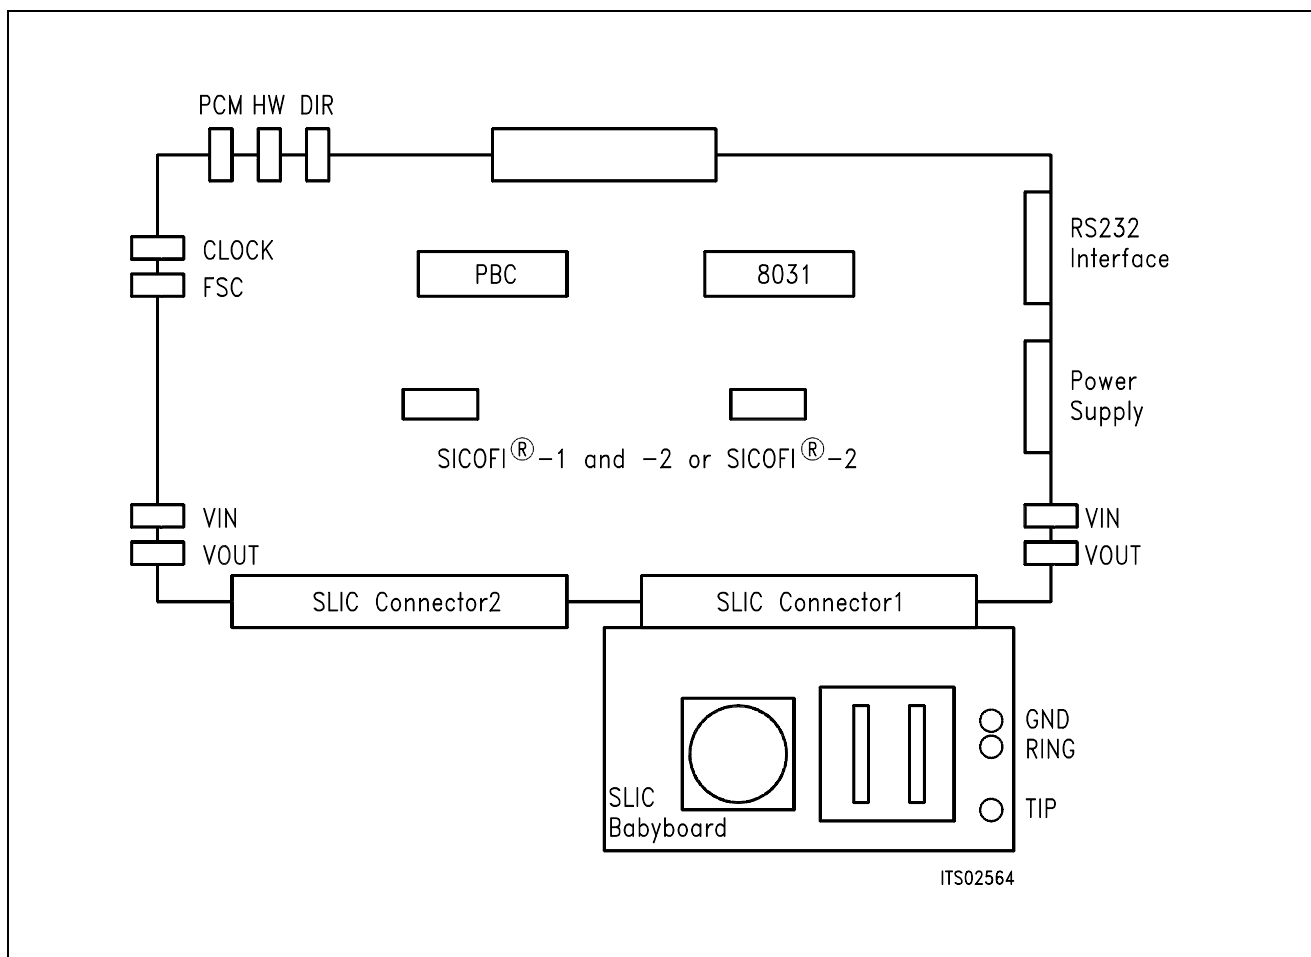 PCM HW DIR
CLOCK
FSC
PBC
8031
RS232
Interface
Power
Supply
SICOFI®-1 and -2 or SICOFI®-2
VIN
VOUT
VIN
VOUT
SLIC Connector2
SLIC Connector1
GND
RING
TIP
SLIC
Babyboard
ITS02564